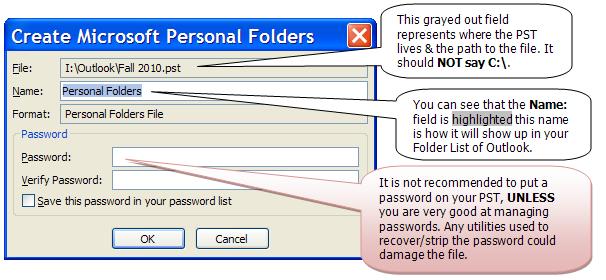 Create Microsoft Personal Folders
File: I:\Outlook\Fall 2010.pst
Name: Personal Folders
Format: Personal Folders File
Password
Password:
Verify Password:
Save this password in your password list
OK Cancel
This grayed out field
represents where the PST
lives & the path to the file. It
should NOT say C:\.
You can see that the Name:
field is highlighted this name
is how it will show up in your
Folder List of Outlook.
It is not recommended to put a
password on your PST, UNLESS
you are very good at managing
passwords. Any utilities used to
recover/strip the password could
damage the file.